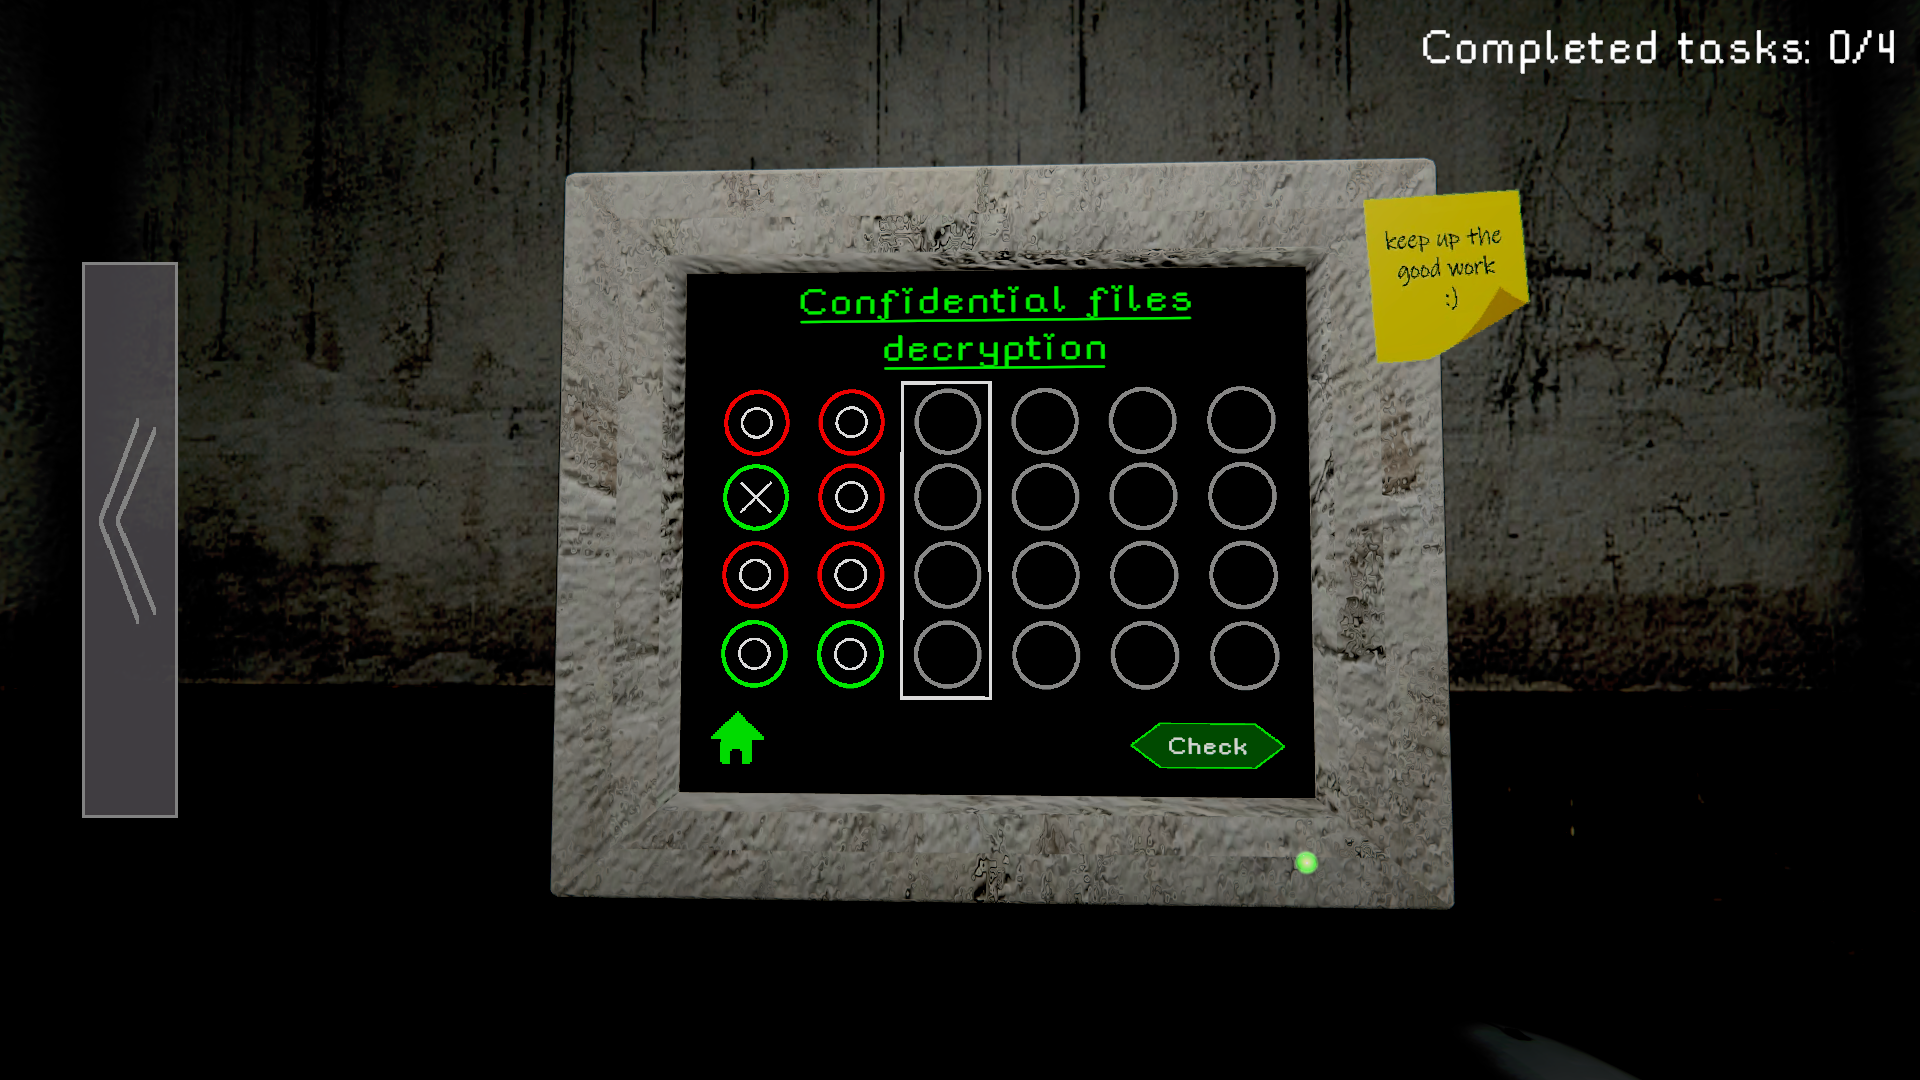 Completed tasks: 0/4
keep up the
good work
:)
Confidential files
decryption
Check